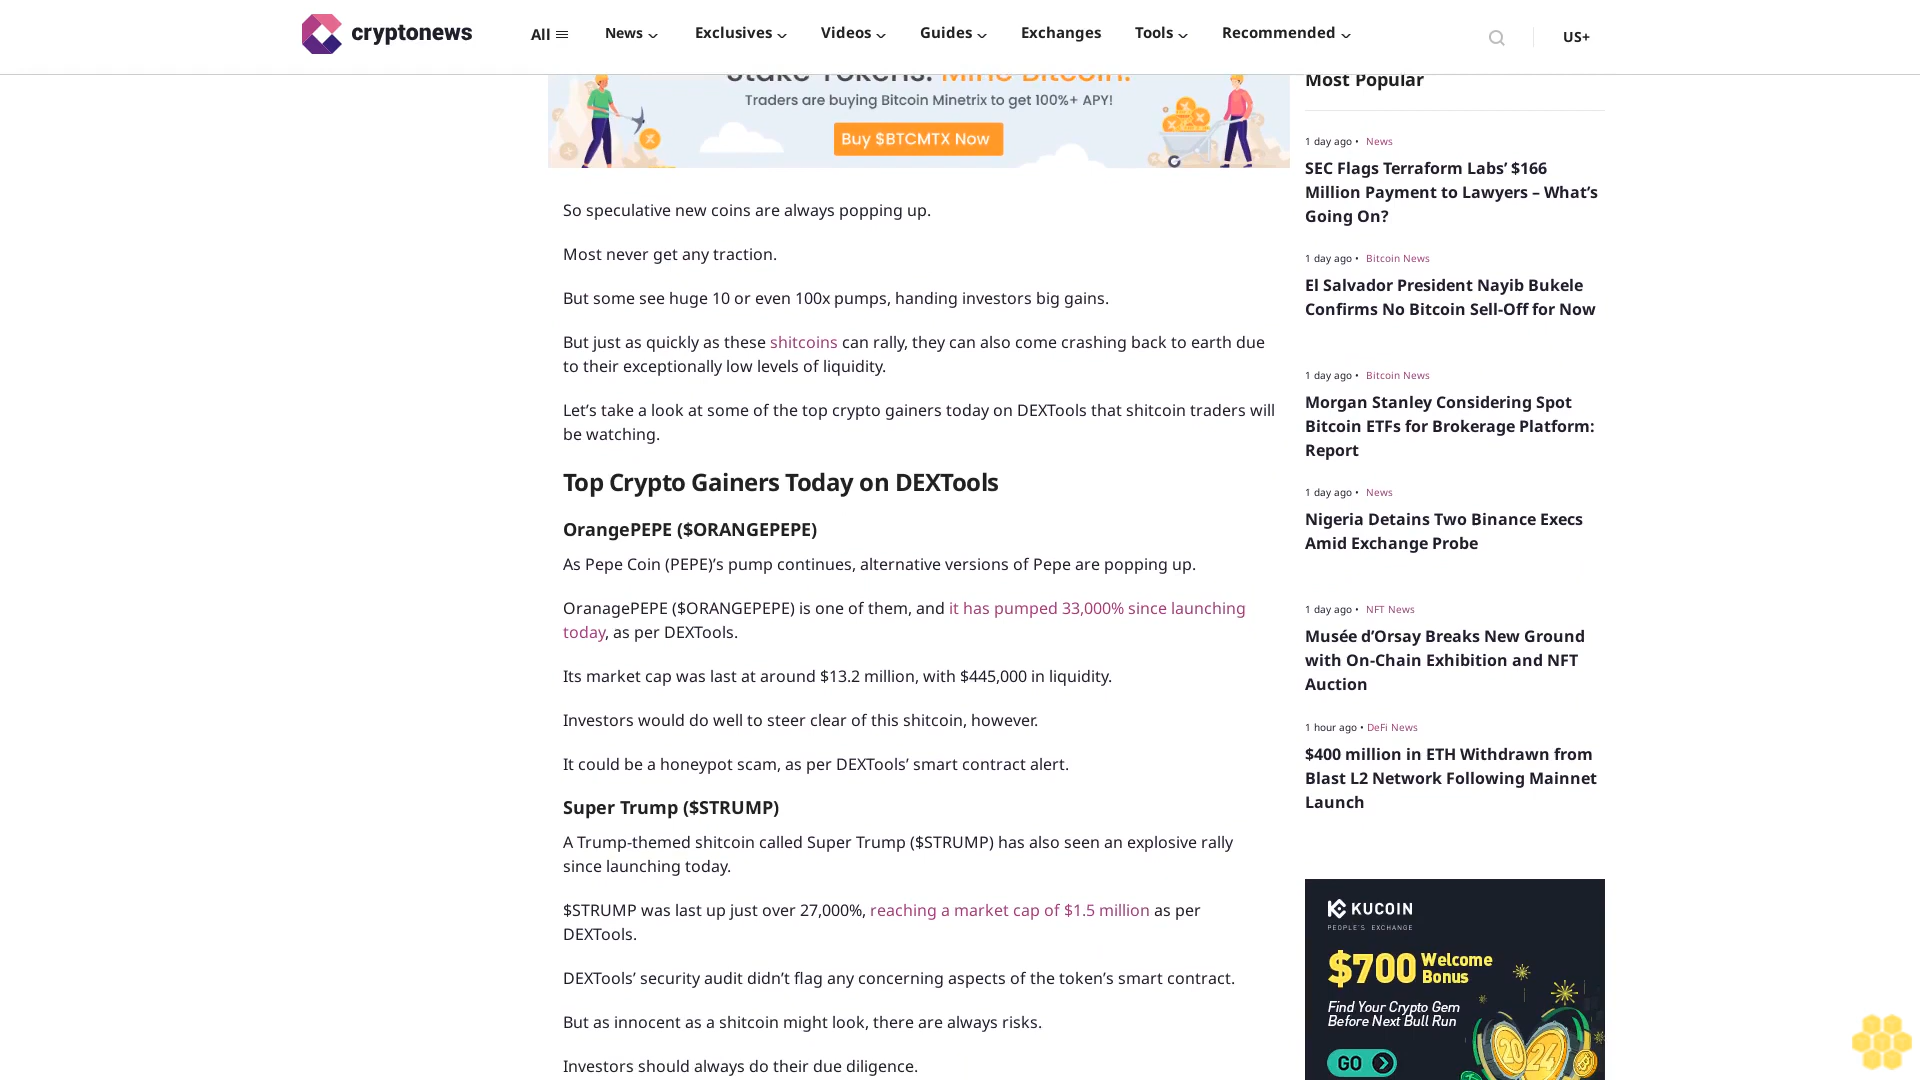 cryptonews
All
News
Exclusives
Videos
Guides
Exchanges
Tools
Recommended
US+
Stake Tokens. Mine Bitcoin.
Traders are buying Bitcoin Minetrix to get 100%+ APY!
Buy $BTCMTX Now
So speculative new coins are always popping up.
Most never get any traction.
But some see huge 10 or even 100x pumps, handing investors big gains.
But just as quickly as these shitcoins can rally, they can also come crashing back to earth due
to their exceptionally low levels of liquidity.
Let’s take a look at some of the top crypto gainers today on DEXTools that shitcoin traders will
be watching.
Top Crypto Gainers Today on DEXTools
OrangePEPE ($ORANGEPEPE)
As Pepe Coin (PEPE)’s pump continues, alternative versions of Pepe are popping up.
OranagePEPE ($ORANGEPEPE) is one of them, and it has pumped 33,000% since launching
today, as per DEXTools.
Its market cap was last at around $13.2 million, with $445,000 in liquidity.
Investors would do well to steer clear of this shitcoin, however.
It could be a honeypot scam, as per DEXTools’ smart contract alert.
Super Trump ($STRUMP)
A Trump-themed shitcoin called Super Trump ($STRUMP) has also seen an explosive rally
since launching today.
$STRUMP was last up just over 27,000%, reaching a market cap of $1.5 million as per
DEXTools.
DEXTools’ security audit didn’t flag any concerning aspects of the token’s smart contract.
But as innocent as a shitcoin might look, there are always risks.
Investors should always do their due diligence.
Most Popular
1 day ago • News
SEC Flags Terraform Labs’ $166
Million Payment to Lawyers – What’s
Going On?
1 day ago • Bitcoin News
El Salvador President Nayib Bukele
Confirms No Bitcoin Sell-Off for Now
1 day ago • Bitcoin News
Morgan Stanley Considering Spot
Bitcoin ETFs for Brokerage Platform:
Report
1 day ago • News
Nigeria Detains Two Binance Execs
Amid Exchange Probe
1 day ago • NFT News
Musée d’Orsay Breaks New Ground
with On-Chain Exhibition and NFT
Auction
1 hour ago • DeFi News
$400 million in ETH Withdrawn from
Blast L2 Network Following Mainnet
Launch
KUCOIN
PEOPLE'S EXCHANGE
$700 Welcome
Bonus
Find Your Crypto Gem
Before Next Bull Run
GO
2024